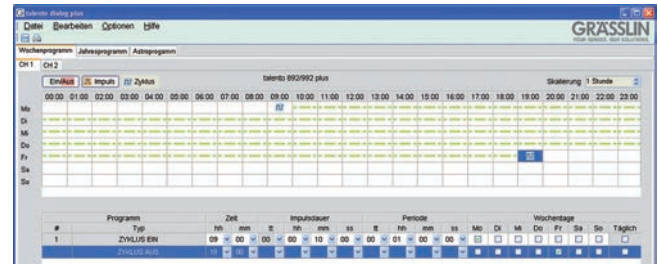 talento dialog plus
Datei Bearbeiten Optionen Hilfe
GRÄSSLIN
Wochenprogramm Jahresprogramm Astroprogamm
CH 1 CH 2
Ein/Aus Impuls Zyklus talento 892/992 plus Skalierung 1 Stunde
00:00 01:00 02:00 03:00 04:00 05:00 06:00 07:00 08:00 09:00 10:00 11:00 12:00 13:00 14:00 15:00 16:00 17:00 18:00 19:00 20:00 21:00 22:00 23:00
Mo
Di
Mi
Do
Fr
Sa
So
Programm Zeit Impulsdauer Periode Wochentage
# Typ hh mm tt hh mm ss tt hh mm ss Mo Di Mi Do Fr Sa So Täglich
1 ZYKLUS EIN 09 00 00 00 10 00 00 01 00 00
ZYKLUS AUS 19 00